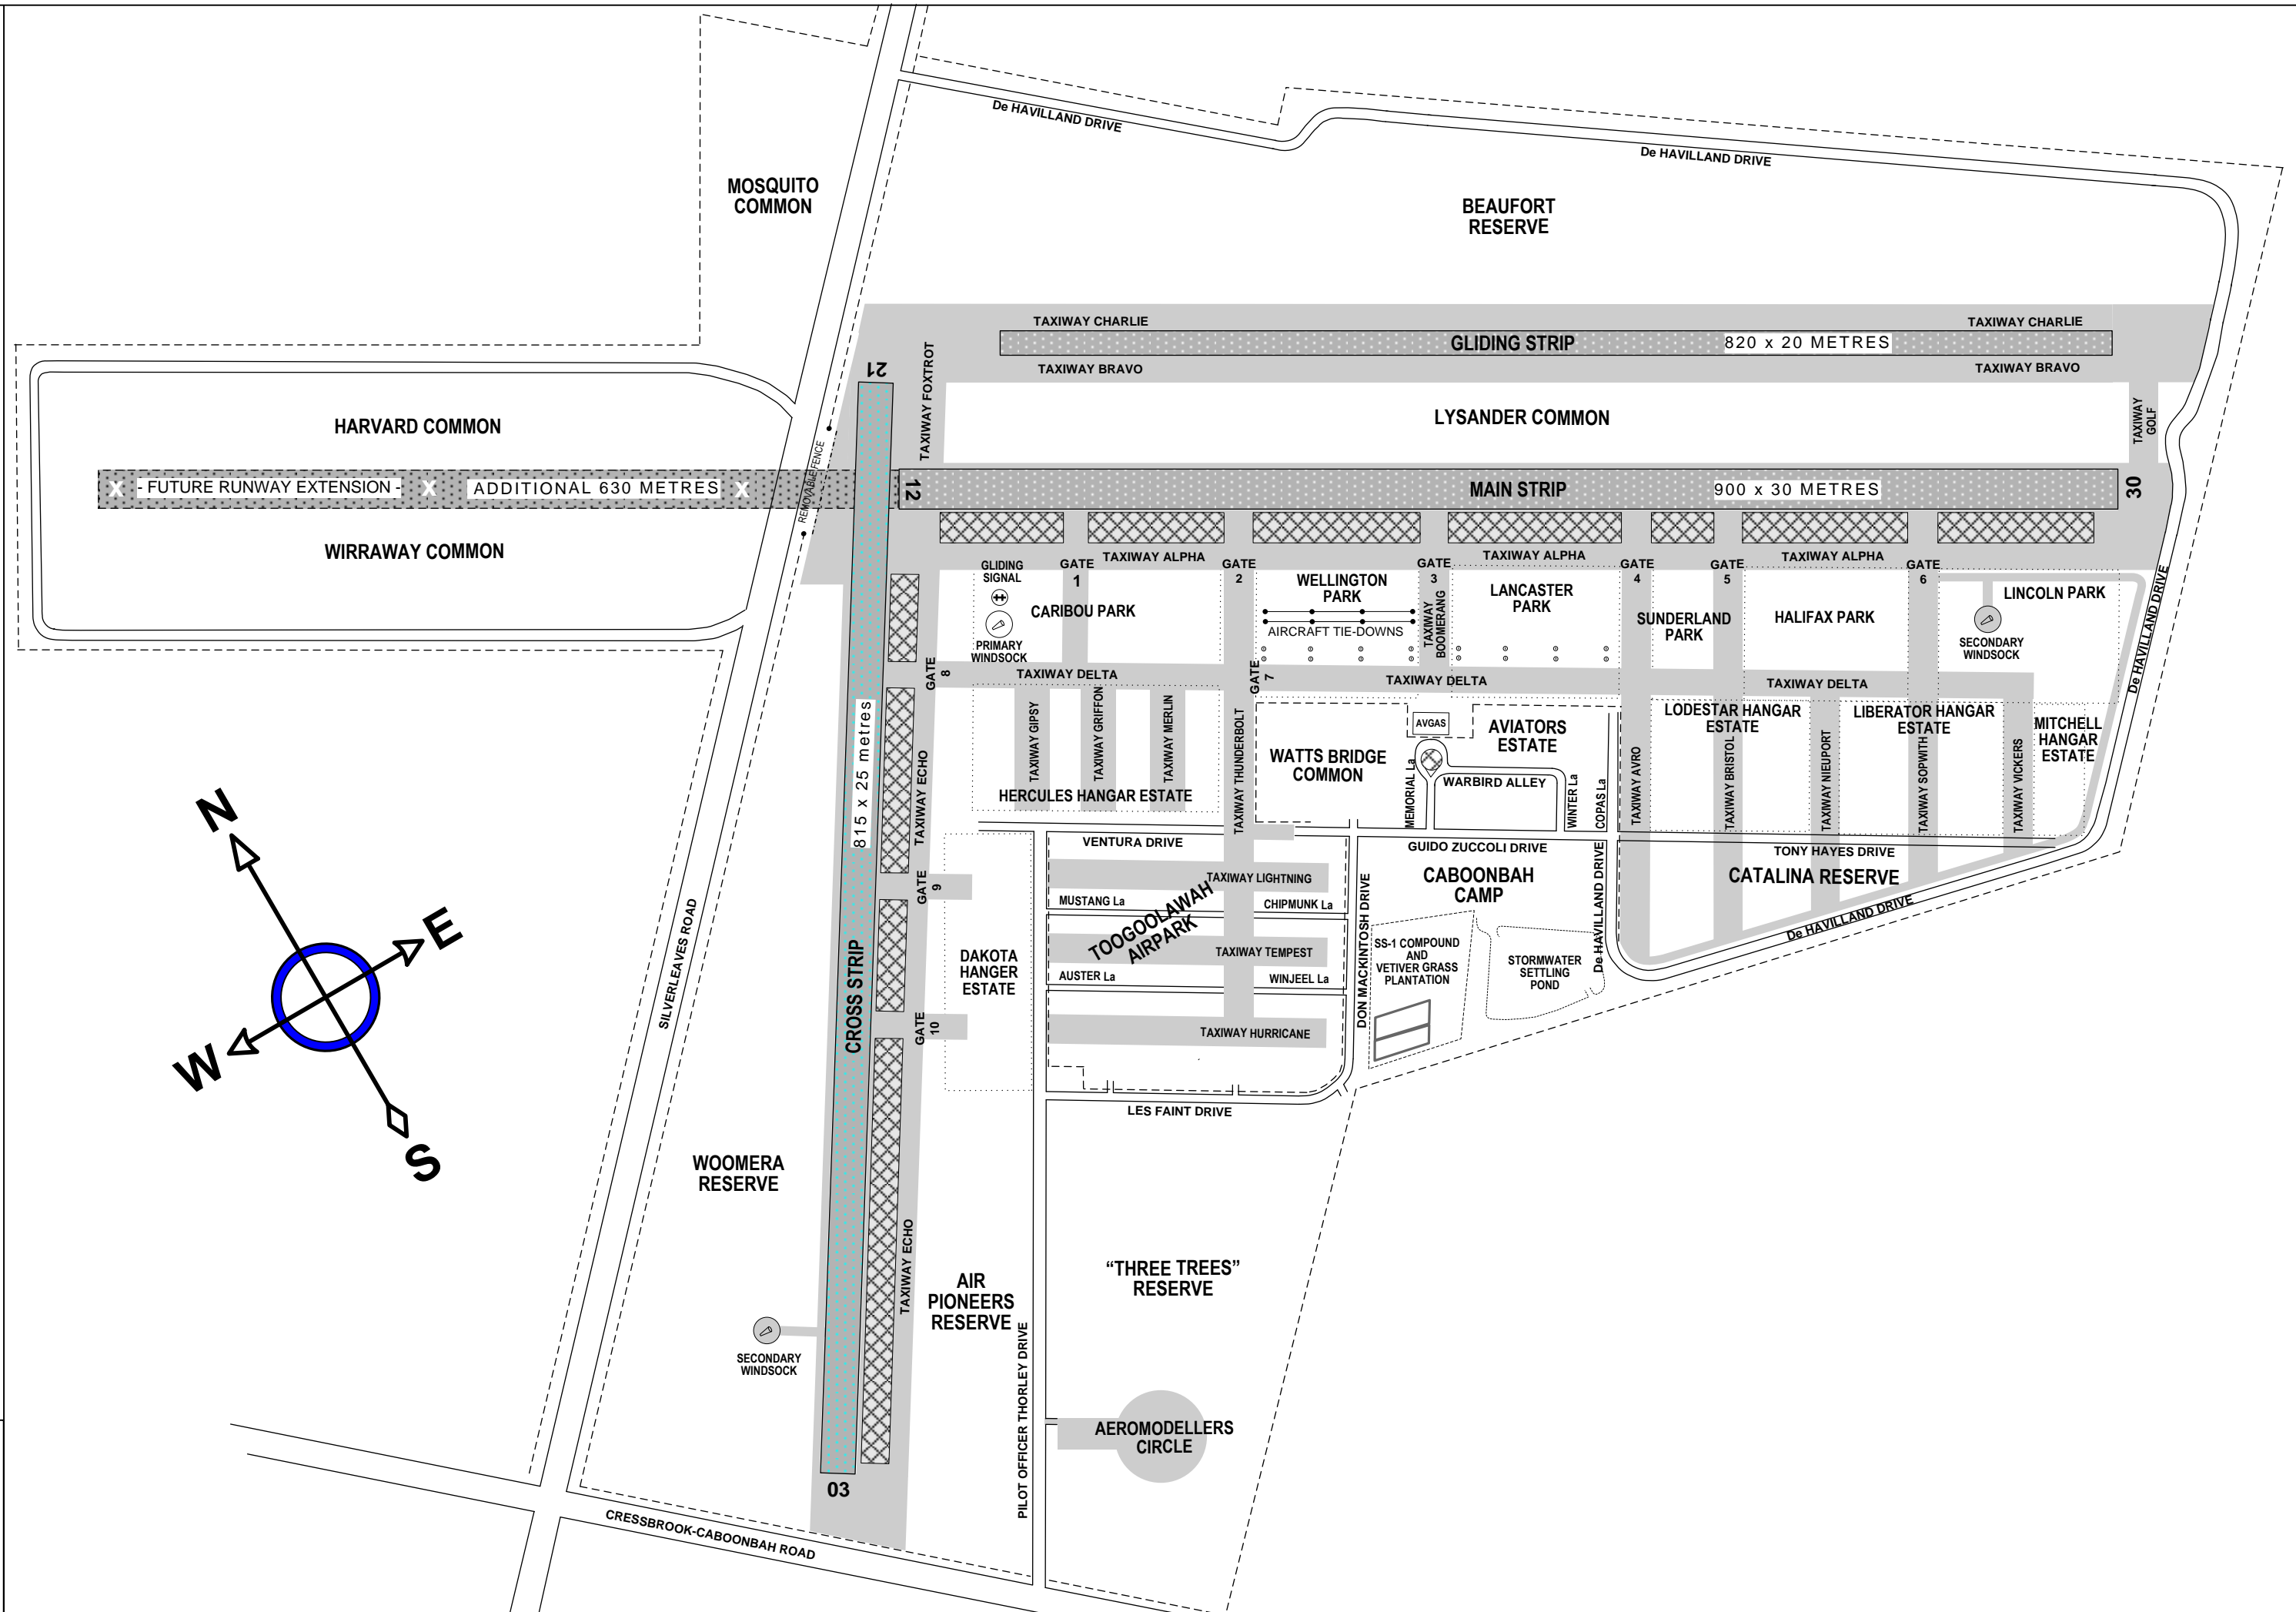 De HAVILLAND DRIVE
De HAVILLAND DRIVE
MOSQUITO
COMMON
BEAUFORT
RESERVE
TAXIWAY CHARLIE
TAXIWAY CHARLIE
GLIDING STRIP
820 x 20 METRES
TAXIWAY BRAVO
TAXIWAY BRAVO
21
TAXIWAY FOXTROT
HARVARD COMMON
LYSANDER COMMON
TAXIWAY
GOLF
REMOVABLE FENCE
X
- FUTURE RUNWAY EXTENSION -
X
ADDITIONAL 630 METRES
X
12
MAIN STRIP
900 x 30 METRES
30
WIRRAWAY COMMON
TAXIWAY ALPHA
TAXIWAY ALPHA
TAXIWAY ALPHA
GLIDING
SIGNAL
GATE
1
GATE
2
GATE
3
GATE
4
GATE
5
GATE
6
CARIBOU PARK
WELLINGTON
PARK
AIRCRAFT TIE-DOWNS
TAXIWAY
BOOMERANG
LANCASTER
PARK
SUNDERLAND
PARK
HALIFAX PARK
LINCOLN PARK
PRIMARY
WINDSOCK
SECONDARY
WINDSOCK
De HAVILLAND DRIVE
GATE
8
TAXIWAY DELTA
GATE
7
TAXIWAY DELTA
TAXIWAY DELTA
815 x 25 metres
TAXIWAY ECHO
TAXIWAY GIPSY
TAXIWAY GRIFFON
TAXIWAY MERLIN
HERCULES HANGAR ESTATE
TAXIWAY THUNDERBOLT
WATTS BRIDGE
COMMON
AVGAS
AVIATORS
ESTATE
MEMORIAL La
WARBIRD ALLEY
WINTER La
COPAS La
TAXIWAY AVRO
LODESTAR HANGAR
ESTATE
TAXIWAY BRISTOL
TAXIWAY NIEUPORT
LIBERATOR HANGAR
ESTATE
TAXIWAY SOPWITH
TAXIWAY VICKERS
MITCHELL
HANGAR
ESTATE
N
E
W
S
VENTURA DRIVE
GUIDO ZUCCOLI DRIVE
TONY HAYES DRIVE
GATE
9
TAXIWAY LIGHTNING
CABOONBAH
CAMP
De HAVILLAND DRIVE
CATALINA RESERVE
De HAVILLAND DRIVE
MUSTANG La
CHIPMUNK La
TOOGOOLAWAH
AIRPARK
DON MACKINTOSH DRIVE
SILVERLEAVES ROAD
CROSS STRIP
DAKOTA
HANGER
ESTATE
TAXIWAY TEMPEST
SS-1 COMPOUND
AND
VETIVER GRASS
PLANTATION
STORMWATER
SETTLING
POND
AUSTER La
WINJEEL La
GATE
10
TAXIWAY HURRICANE
LES FAINT DRIVE
WOOMERA
RESERVE
TAXIWAY ECHO
AIR
PIONEERS
RESERVE
“THREE TREES”
RESERVE
SECONDARY
WINDSOCK
PILOT OFFICER THORLEY DRIVE
AEROMODELLERS
CIRCLE
03
CRESSBROOK-CABOONBAH ROAD